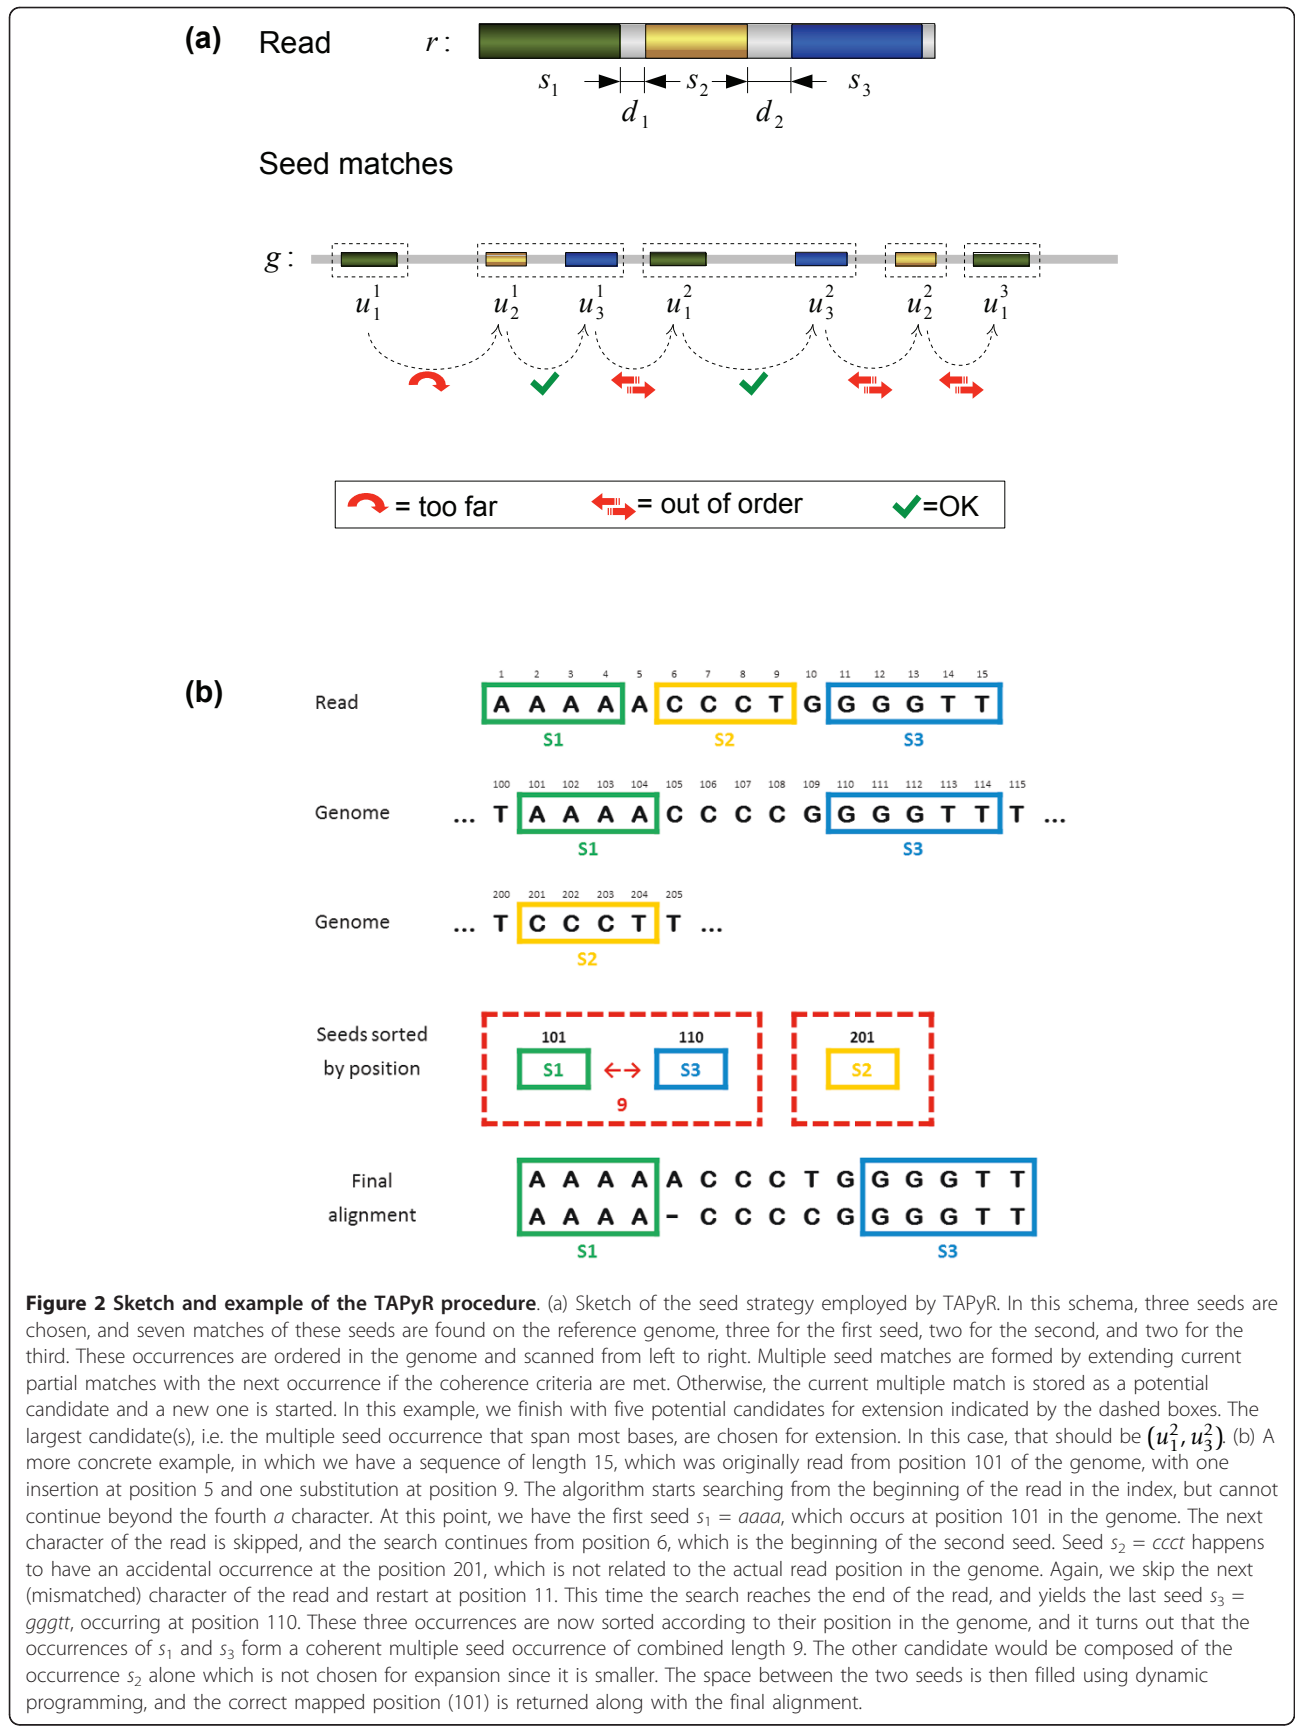 (a) Read r:
s1 s2 s3
d1 d2
Seed matches
g:
u₁¹ u₂¹ u₃¹ u₁² u₃² u₂² u₁³
= too far = out of order =OK
(b)
1 2 3 4 5 6 7 8 9 10 11 12 13 14 15
Read A A A A A C C C T G G G G T T
S1 S2 S3
100 101 102 103 104 105 106 107 108 109 110 111 112 113 114 115
Genome ... T A A A A C C C C G G G G T T T ...
S1 S3
200 201 202 203 204 205
Genome ... T C C C T T ...
S2
Seeds sorted 101 110 201
by position S1 ←→ S3 S2
9
Final A A A A A C C C T G G G G T T
alignment A A A A – C C C C G G G G T T
S1 S3
Figure 2 Sketch and example of the TAPyR procedure. (a) Sketch of the seed strategy employed by TAPyR. In this schema, three seeds are
chosen, and seven matches of these seeds are found on the reference genome, three for the first seed, two for the second, and two for the
third. These occurrences are ordered in the genome and scanned from left to right. Multiple seed matches are formed by extending current
partial matches with the next occurrence if the coherence criteria are met. Otherwise, the current multiple match is stored as a potential
candidate and a new one is started. In this example, we finish with five potential candidates for extension indicated by the dashed boxes. The
largest candidate(s), i.e. the multiple seed occurrence that span most bases, are chosen for extension. In this case, that should be (u₁², u₃²). (b) A
more concrete example, in which we have a sequence of length 15, which was originally read from position 101 of the genome, with one
insertion at position 5 and one substitution at position 9. The algorithm starts searching from the beginning of the read in the index, but cannot
continue beyond the fourth a character. At this point, we have the first seed s1 = aaaa, which occurs at position 101 in the genome. The next
character of the read is skipped, and the search continues from position 6, which is the beginning of the second seed. Seed s2 = ccct happens
to have an accidental occurrence at the position 201, which is not related to the actual read position in the genome. Again, we skip the next
(mismatched) character of the read and restart at position 11. This time the search reaches the end of the read, and yields the last seed s3 =
gggtt, occurring at position 110. These three occurrences are now sorted according to their position in the genome, and it turns out that the
occurrences of s1 and s3 form a coherent multiple seed occurrence of combined length 9. The other candidate would be composed of the
occurrence s2 alone which is not chosen for expansion since it is smaller. The space between the two seeds is then filled using dynamic
programming, and the correct mapped position (101) is returned along with the final alignment.